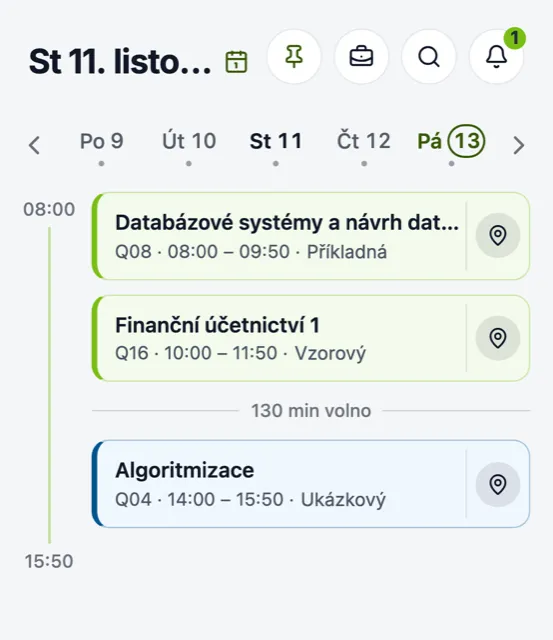 St 11. listo...
1
1
Po 9
Út 10
St 11
Čt 12
Pá 13
08:00
Databázové systémy a návrh dat...
Q08 · 08:00 – 09:50 · Příkladná
Finanční účetnictví 1
Q16 · 10:00 – 11:50 · Vzorový
130 min volno
Algoritmizace
Q04 · 14:00 – 15:50 · Ukázkový
15:50